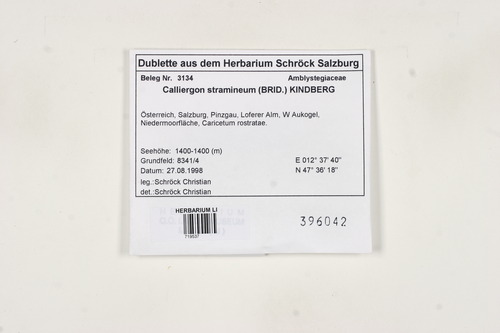 Dublette aus dem Herbarium Schröck Salzburg
Beleg Nr. 3134 Amblystegiaceae
Calliergon stramineum (BRID.) KINDBERG
Österreich, Salzburg, Pinzgau, Loferer Alm, W Aukogel,
Niedermoorfläche, Caricetum rostratae.
Seehöhe: 1400-1400 (m)
Grundfeld: 8341/4 E 012° 37' 40"
Datum: 27.08.1998 N 47° 36' 18"
leg.:Schröck Christian
det.:Schröck Christian
HERBARIUM LI
396042